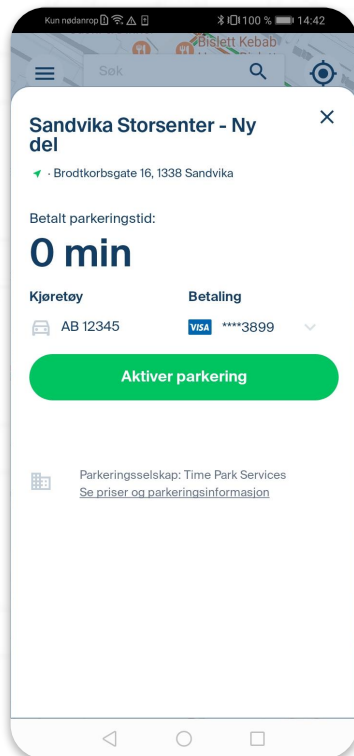 Kun nødanrop
100 %
14:42
Bislett Kebab
Søk
Sandvika Storsenter - Ny
del
· Brodtkorbsgate 16, 1338 Sandvika
Betalt parkeringstid:
0 min
Kjøretøy
Betaling
AB 12345
VISA ****3899
Aktiver parkering
Parkeringsselskap: Time Park Services
Se priser og parkeringsinformasjon